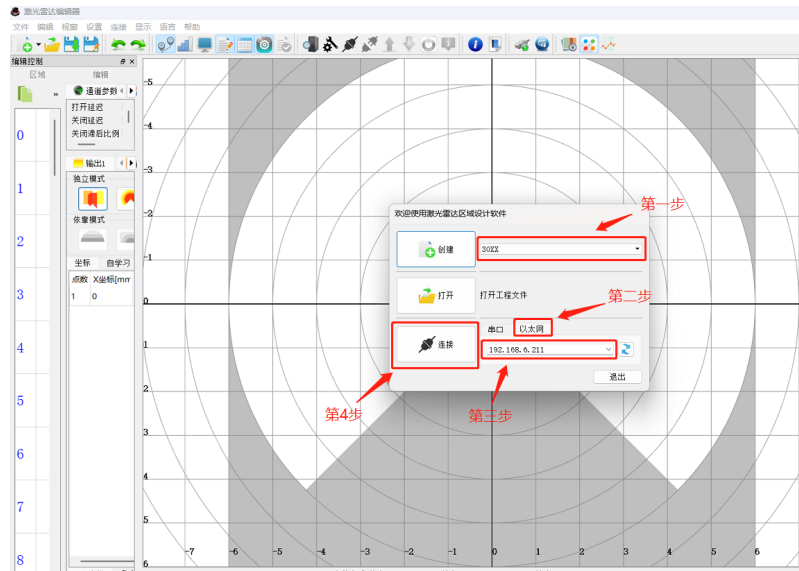 激光雷达编辑器
文件 编辑 视窗 设置 连接 显示 语言 帮助
编辑控制
区域 编辑
»
通道参数
打开延迟
关闭延迟
关闭滞后比例
输出1
独立模式
依靠模式
坐标 自学习
点数 X坐标[mm
1 0
0
1
2
3
4
5
6
7
8
-5
-4
-3
-2
-1
0
1
2
3
4
5
6
-7 -6 -5 -4 -3 -2 -1 0 1 2 3 4 5 6
欢迎使用激光雷达区域设计软件
第一步
创建 30XX
打开 打开工程文件
第二步
串口 以太网
连接 192.168.6.211
退出
第4步 第三步